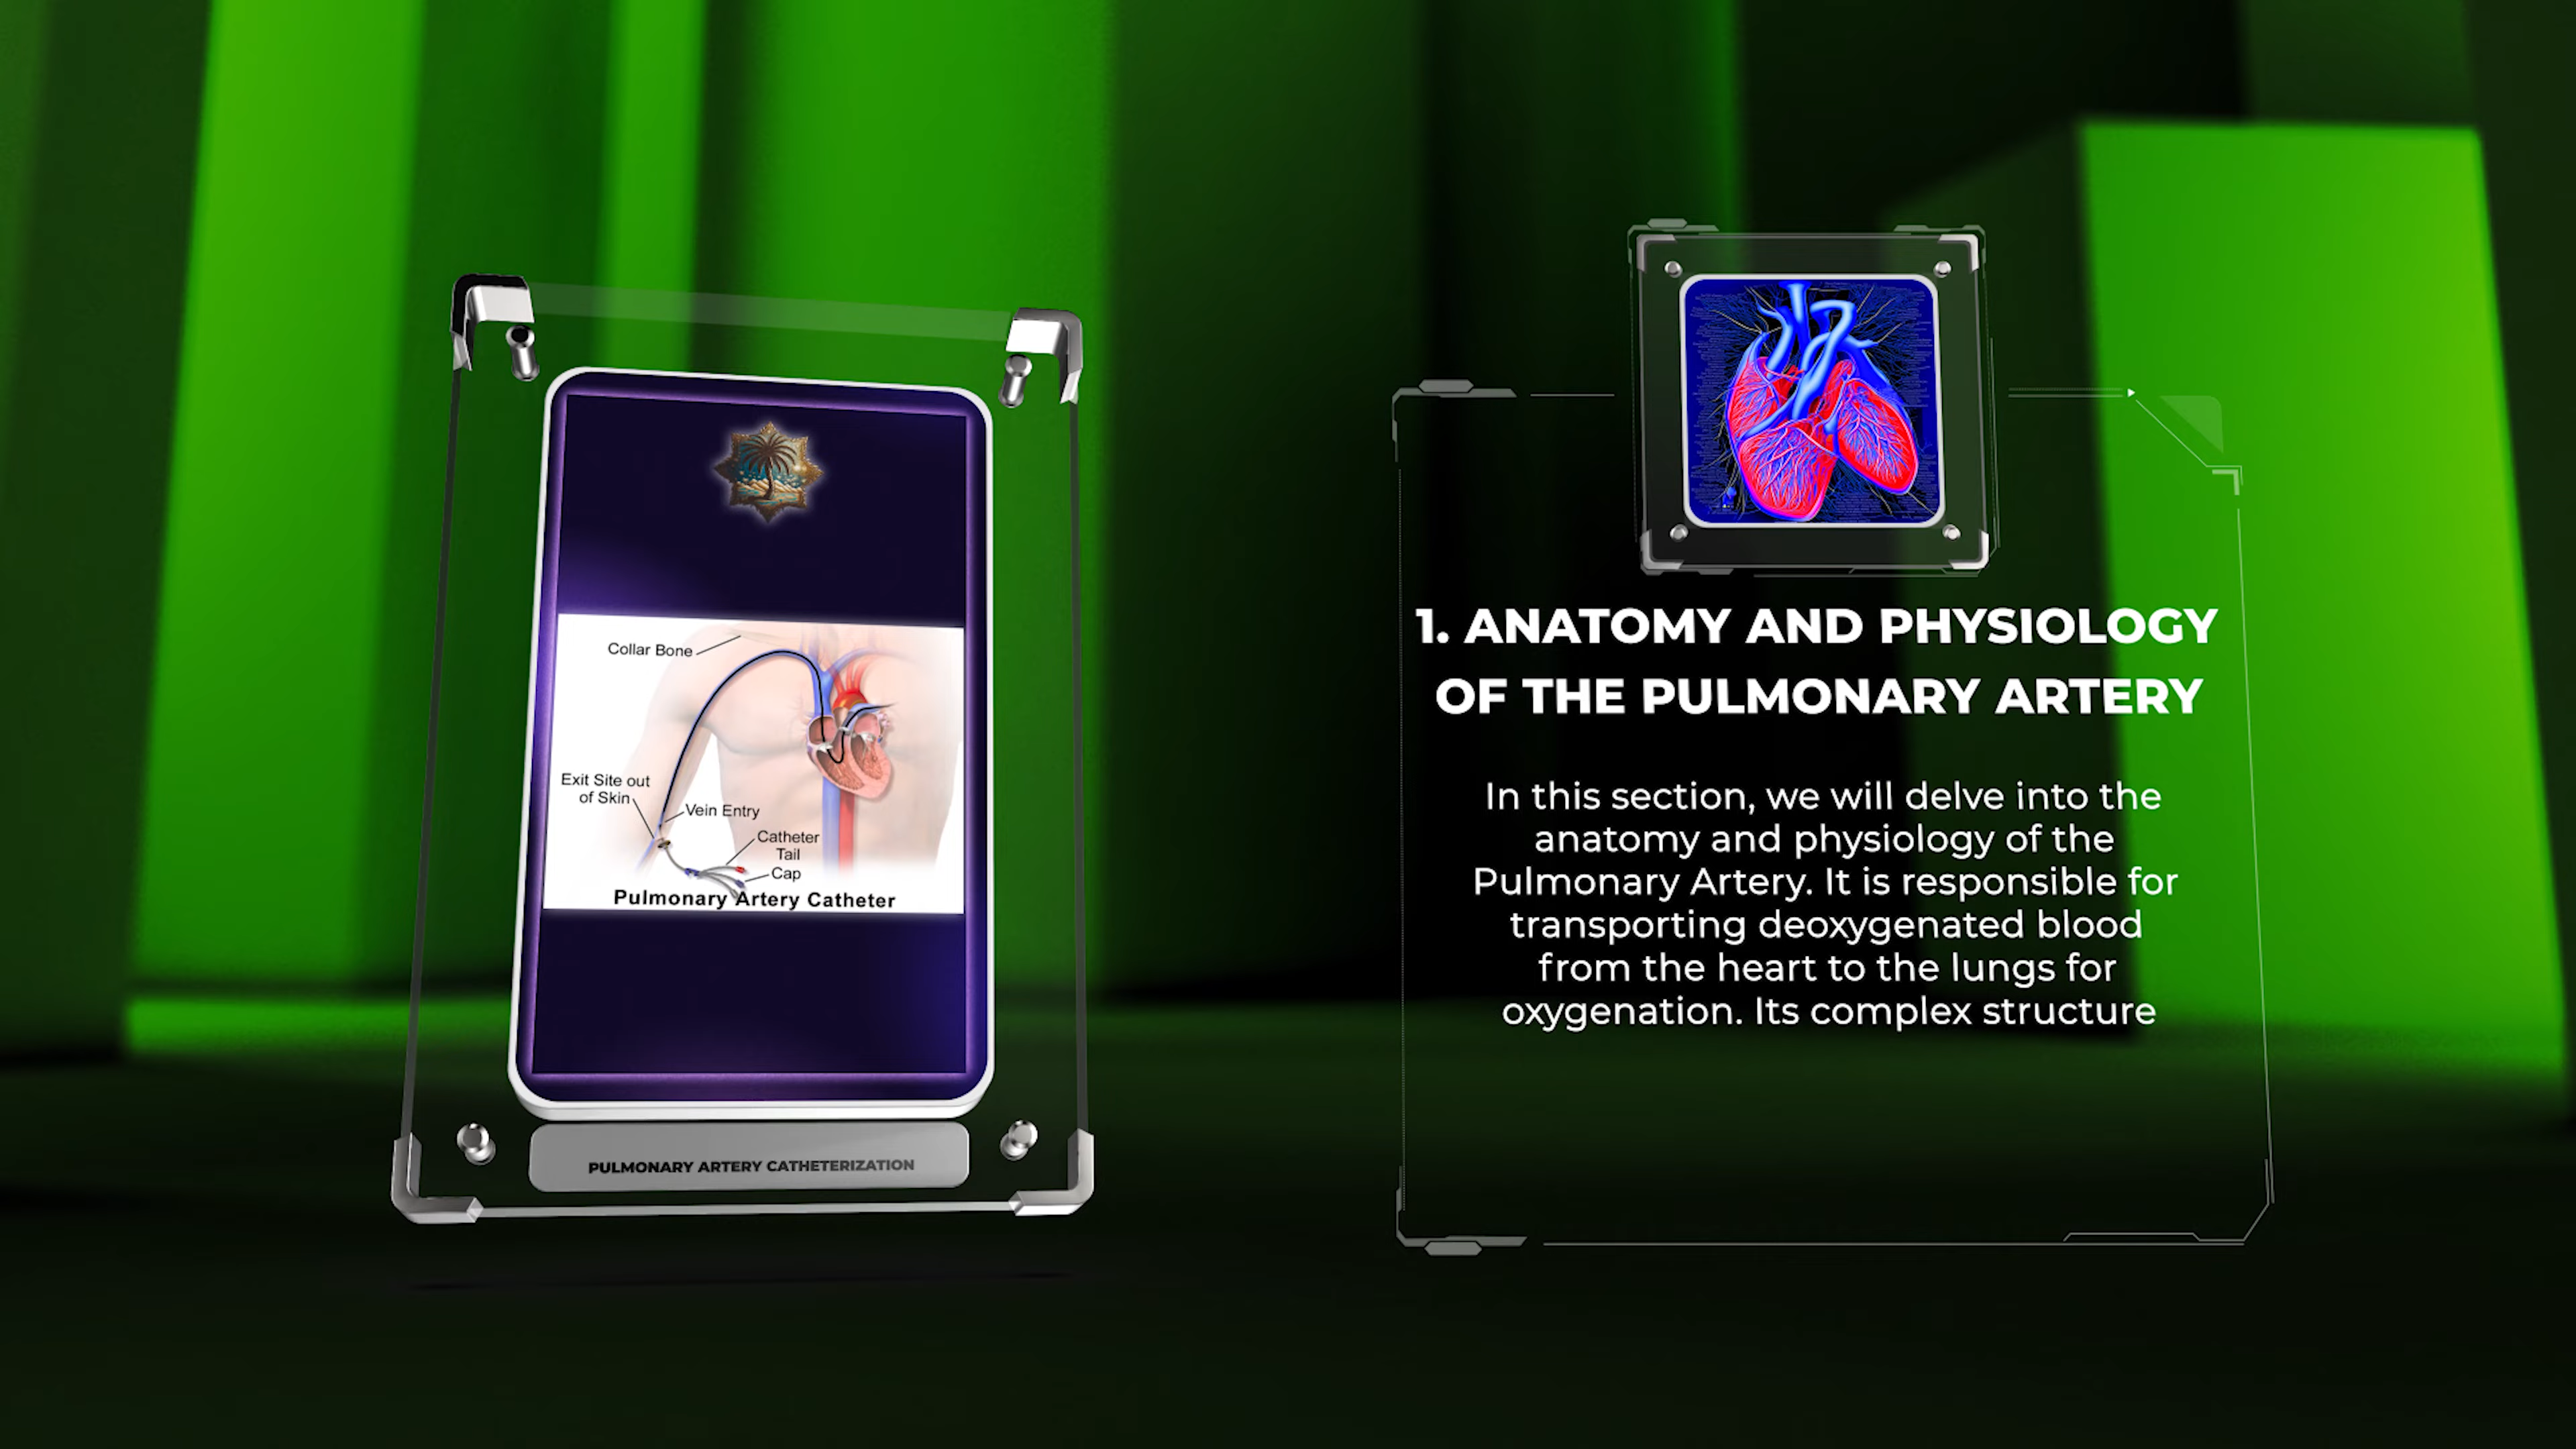 Collar Bone
Exit Site out
of Skin
Vein Entry
Catheter
Tail
Cap
Pulmonary Artery Catheter
PULMONARY ARTERY CATHETERIZATION
1. ANATOMY AND PHYSIOLOGY
OF THE PULMONARY ARTERY
In this section, we will delve into the
anatomy and physiology of the
Pulmonary Artery. It is responsible for
transporting deoxygenated blood
from the heart to the lungs for
oxygenation. Its complex structure